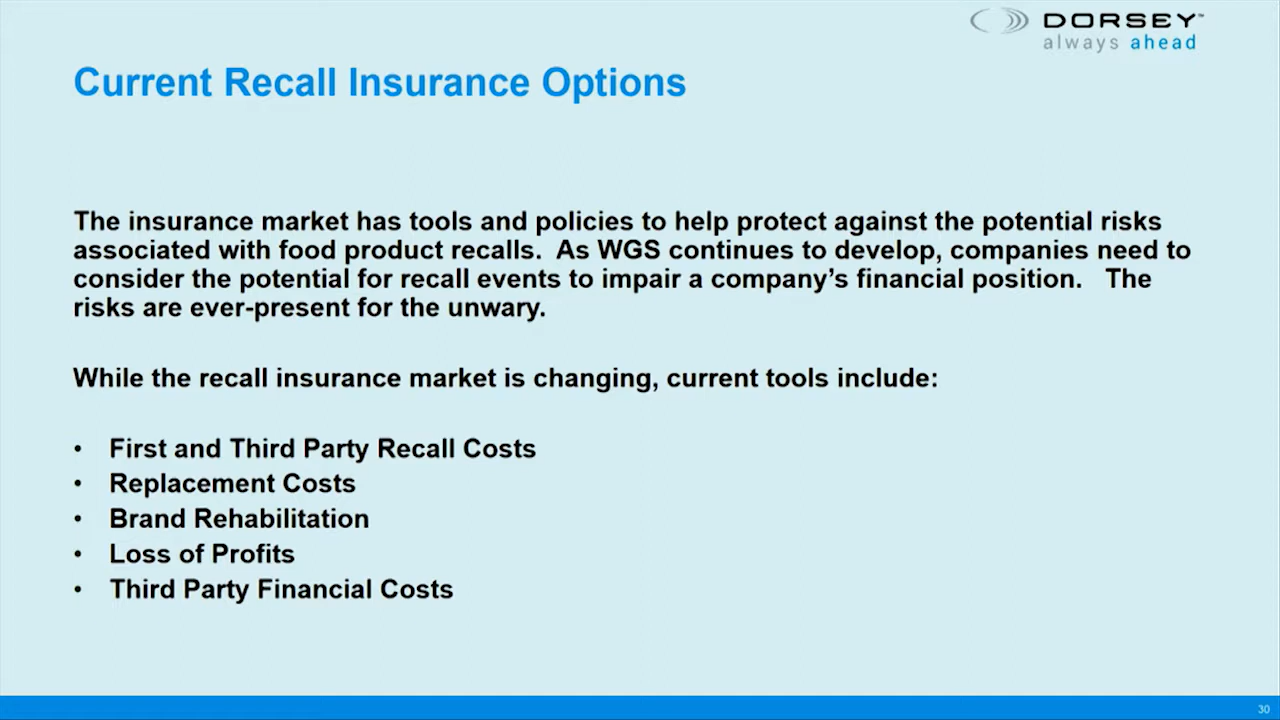 DORSEY™
always ahead
Current Recall Insurance Options
The insurance market has tools and policies to help protect against the potential risks
associated with food product recalls.  As WGS continues to develop, companies need to
consider the potential for recall events to impair a company’s financial position.   The
risks are ever-present for the unwary.
While the recall insurance market is changing, current tools include:
• First and Third Party Recall Costs
• Replacement Costs
• Brand Rehabilitation
• Loss of Profits
• Third Party Financial Costs
30